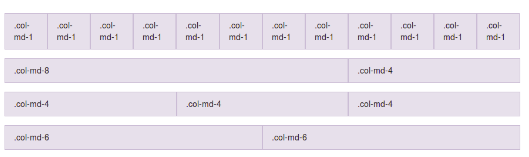 .col- .col- .col- .col- .col- .col- .col- .col- .col- .col- .col- .col-
md-1 md-1 md-1 md-1 md-1 md-1 md-1 md-1 md-1 md-1 md-1 md-1
.col-md-8 .col-md-4
.col-md-4 .col-md-4 .col-md-4
.col-md-6 .col-md-6